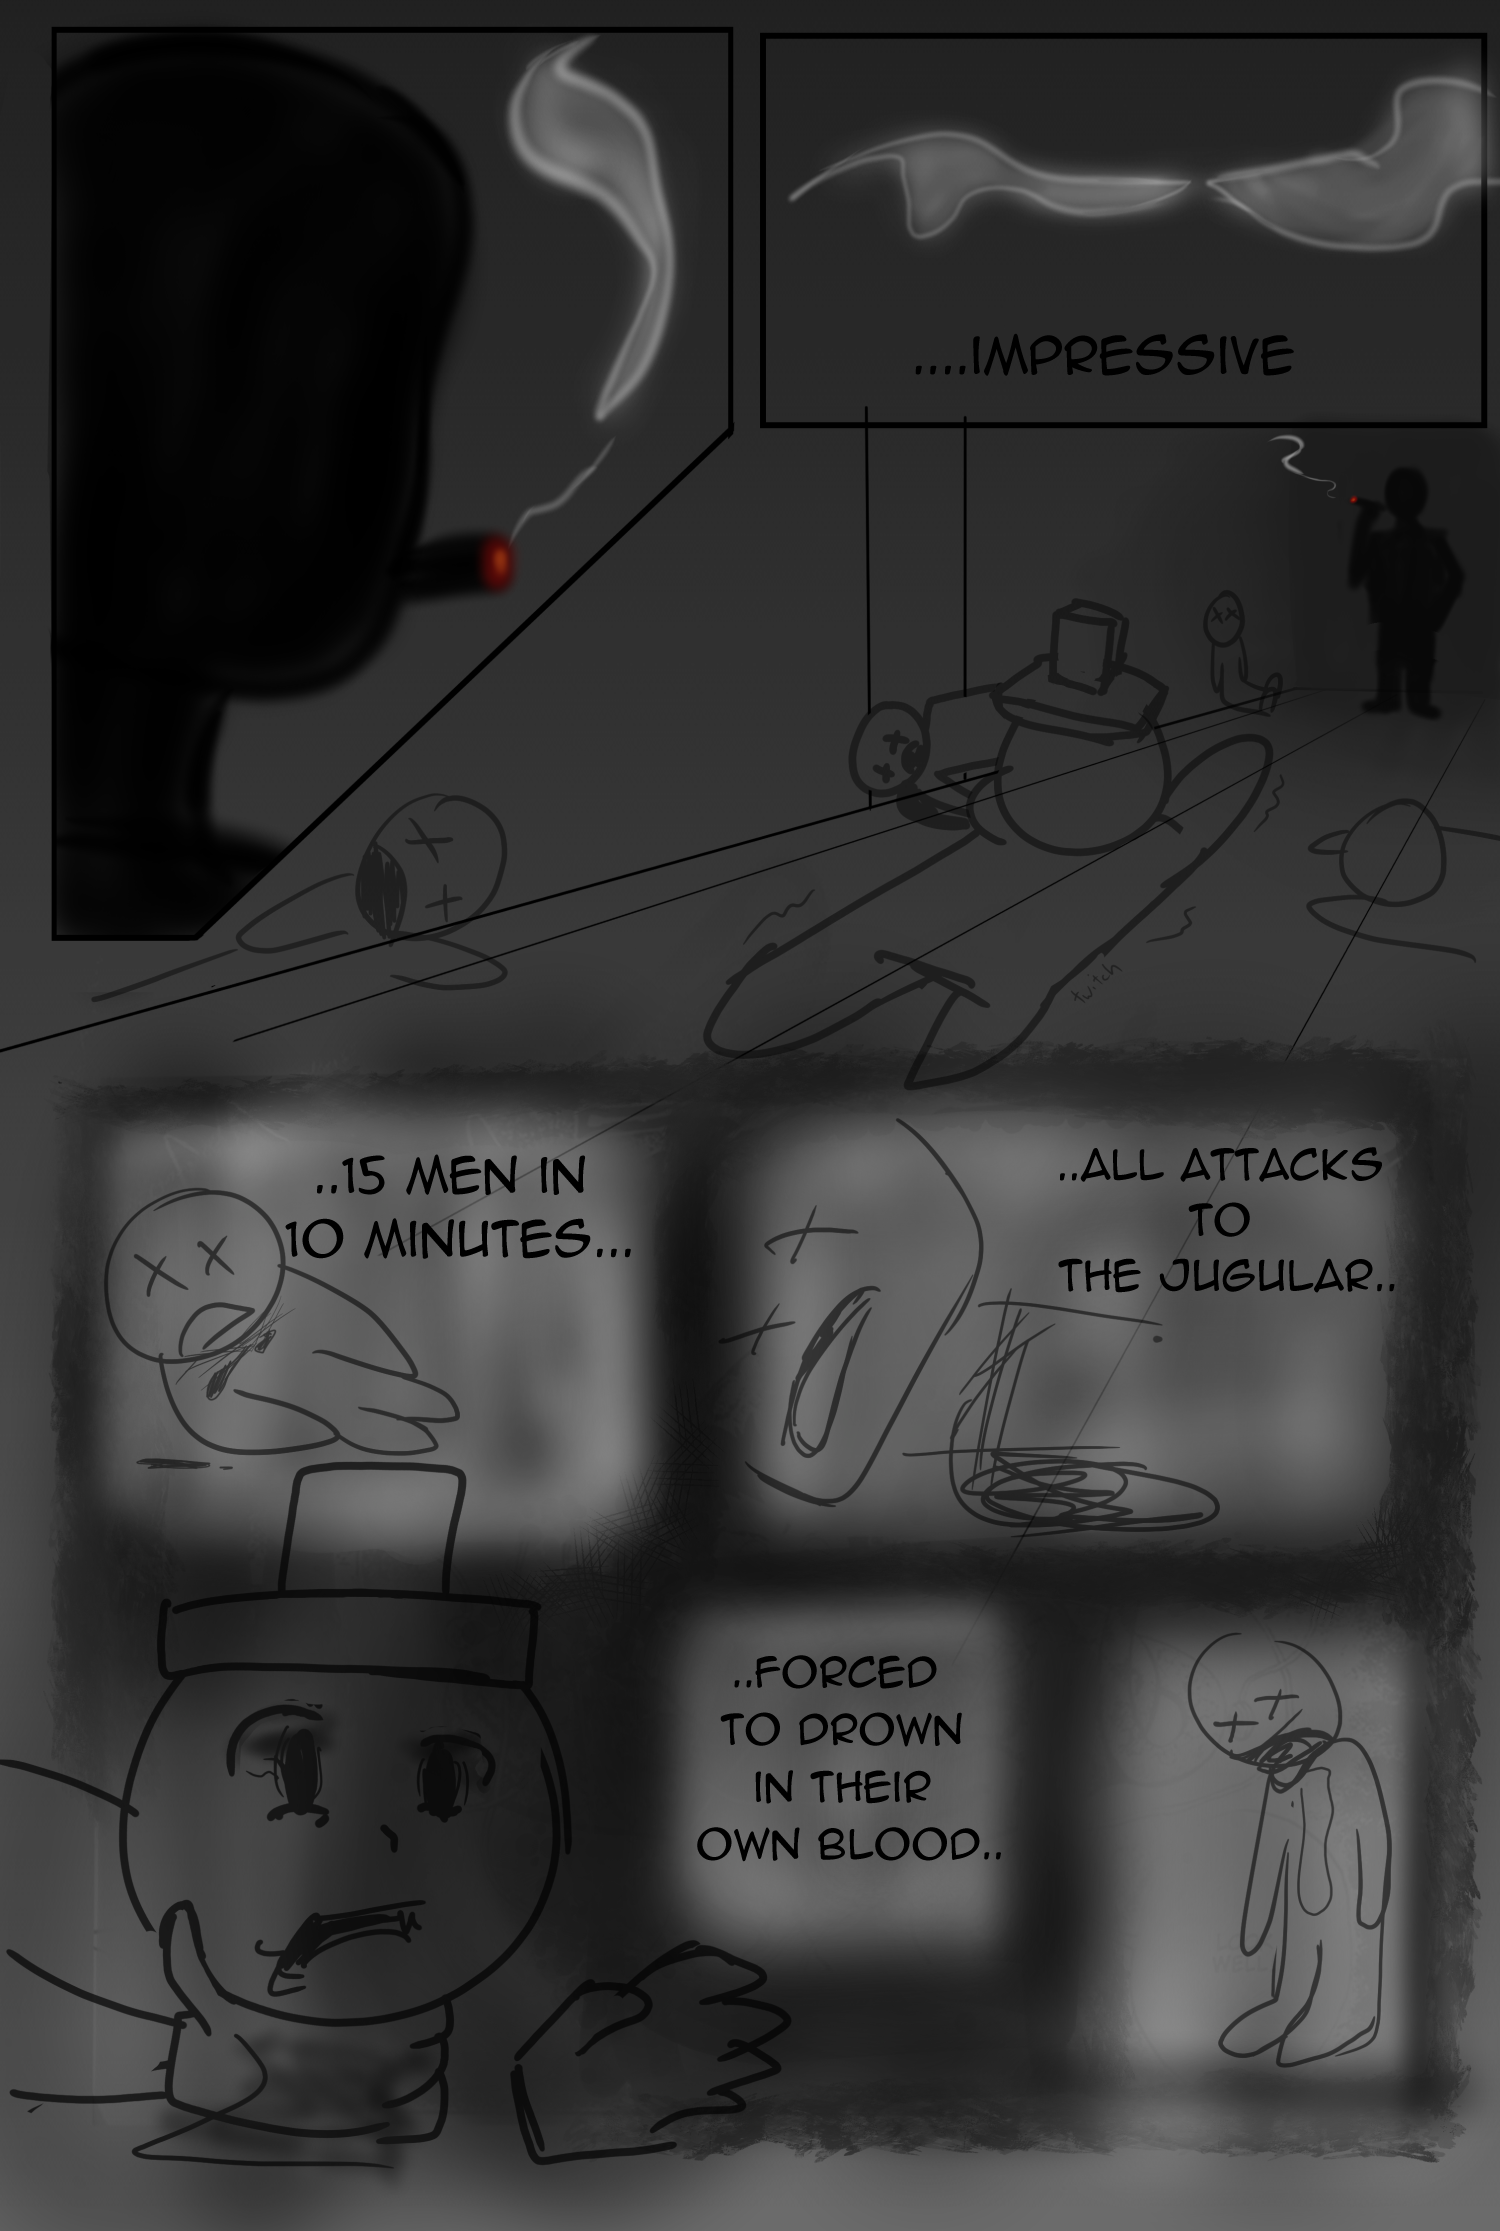 ....IMPRESSIVE
twitch
..15 MEN IN
10 MINUTES...
..ALL ATTACKS
TO
THE JUGULAR..
..FORCED
TO DROWN
IN THEIR
OWN BLOOD..